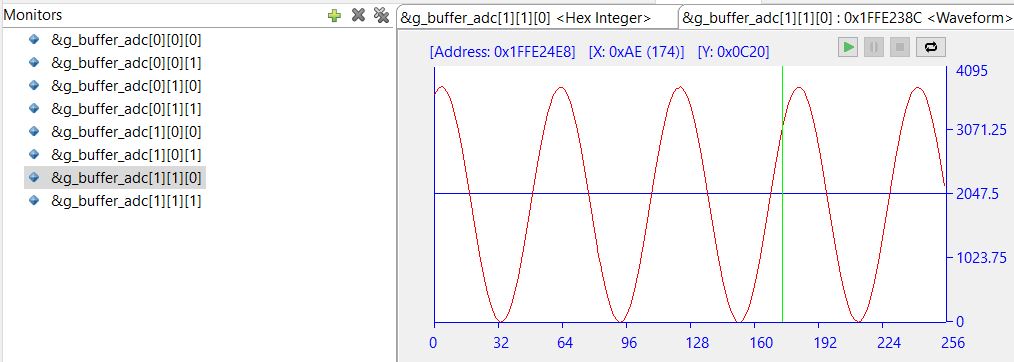 Monitors
&g_buffer_adc[0][0][0]
&g_buffer_adc[0][0][1]
&g_buffer_adc[0][1][0]
&g_buffer_adc[0][1][1]
&g_buffer_adc[1][0][0]
&g_buffer_adc[1][0][1]
&g_buffer_adc[1][1][0]
&g_buffer_adc[1][1][1]
&g_buffer_adc[1][1][0] <Hex Integer>
&g_buffer_adc[1][1][0] : 0x1FFE238C <Waveform>
[Address: 0x1FFE24E8] [X: 0xAE (174)] [Y: 0x0C20]
4095
3071.25
2047.5
1023.75
0
0 32 64 96 128 160 192 224 256